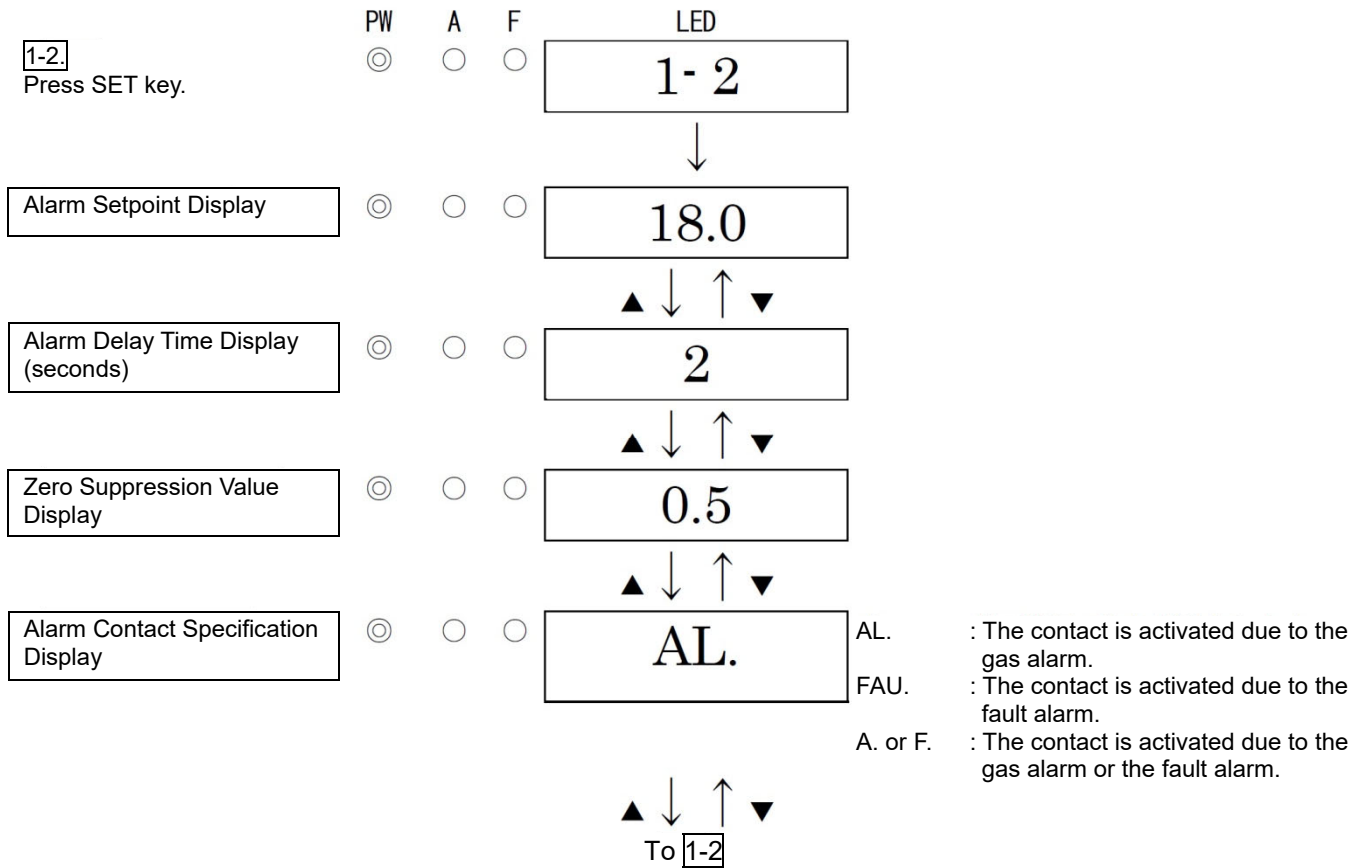 PW A F LED
1-2.
Press SET key.
1- 2
↓
Alarm Setpoint Display
18.0
▲ ↓ ↑ ▼
Alarm Delay Time Display
(seconds)
2
▲ ↓ ↑ ▼
Zero Suppression Value
Display
0.5
▲ ↓ ↑ ▼
Alarm Contact Specification
Display
AL.
AL. : The contact is activated due to the
gas alarm.
FAU. : The contact is activated due to the
fault alarm.
A. or F. : The contact is activated due to the
gas alarm or the fault alarm.
▲ ↓ ↑ ▼
To 1-2